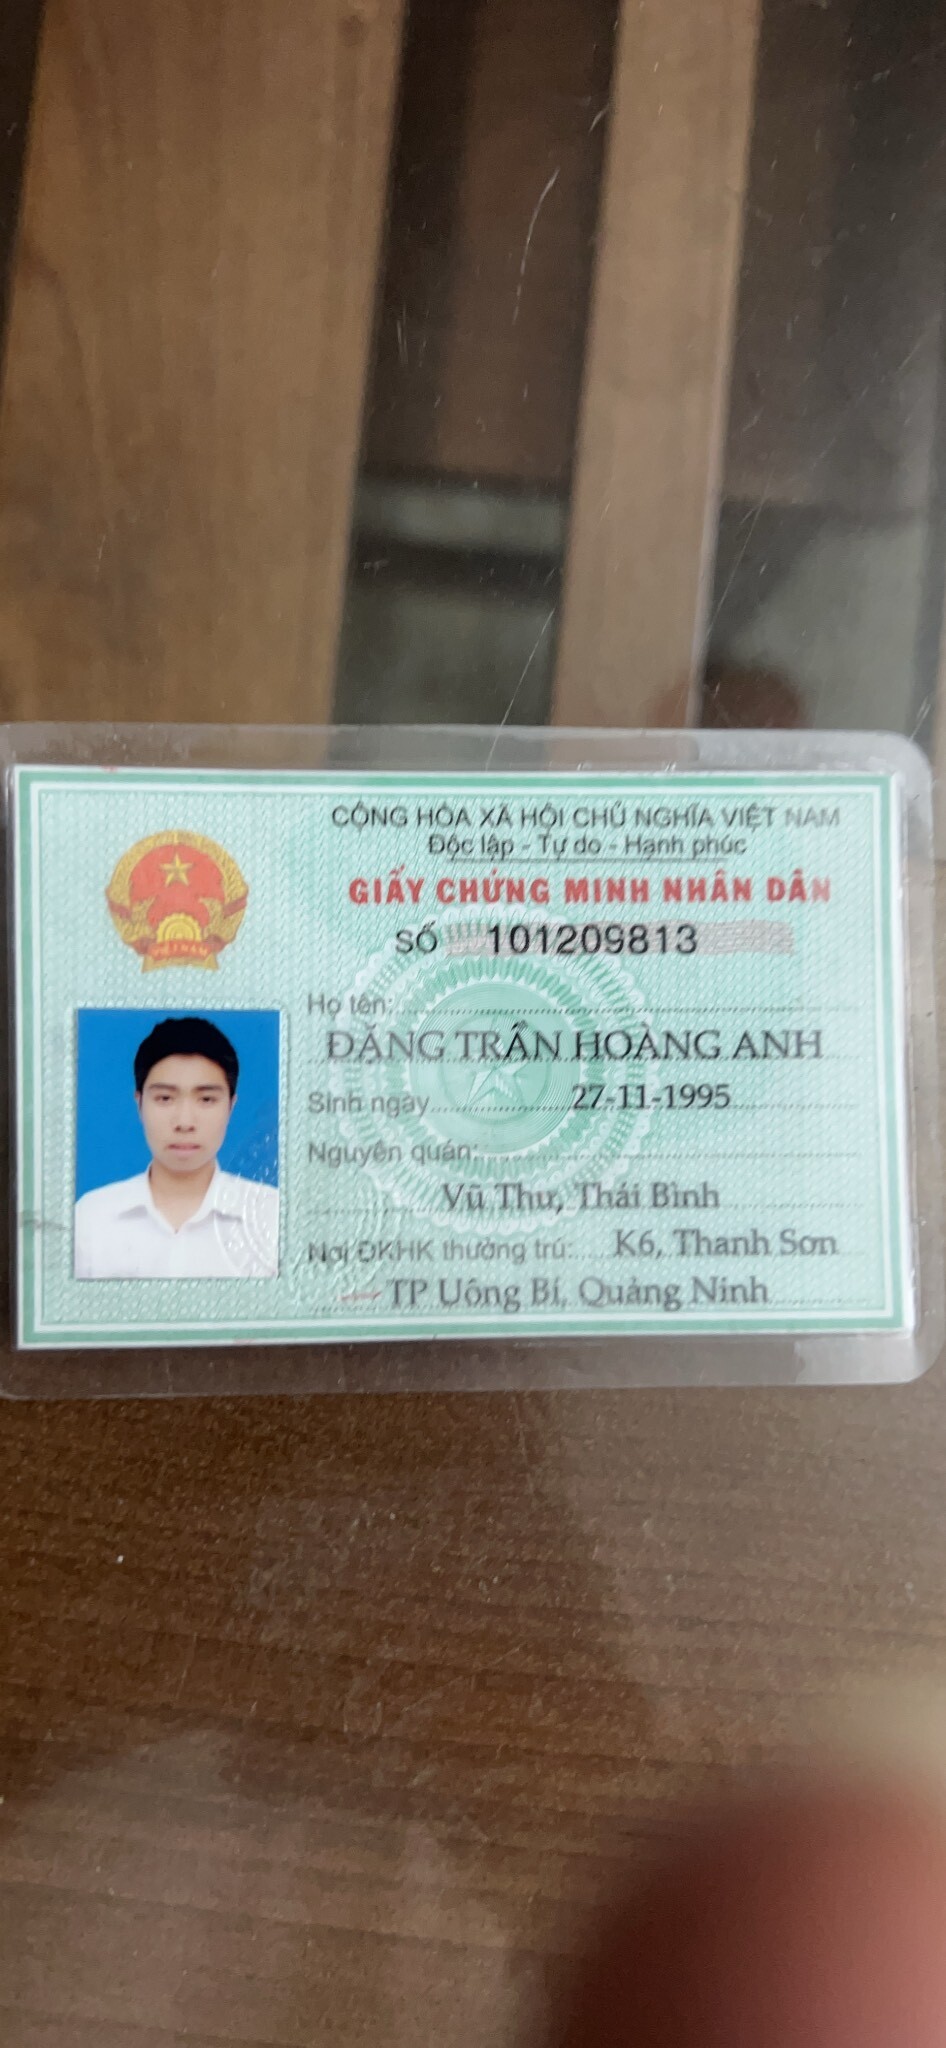 CỘNG HÒA XÃ HỘI CHỦ NGHĨA VIỆT NAM
Độc lập - Tự do - Hạnh phúc
GIẤY CHỨNG MINH NHÂN DÂN
SỐ 101209813
Họ tên:
ĐẶNG TRẦN HOÀNG ANH
Sinh ngày 27-11-1995
Nguyên quán:
Vũ Thư, Thái Bình
Nơi ĐKHK thường trú: K6, Thanh Sơn
TP Uông Bí, Quảng Ninh
VIỆT NAM